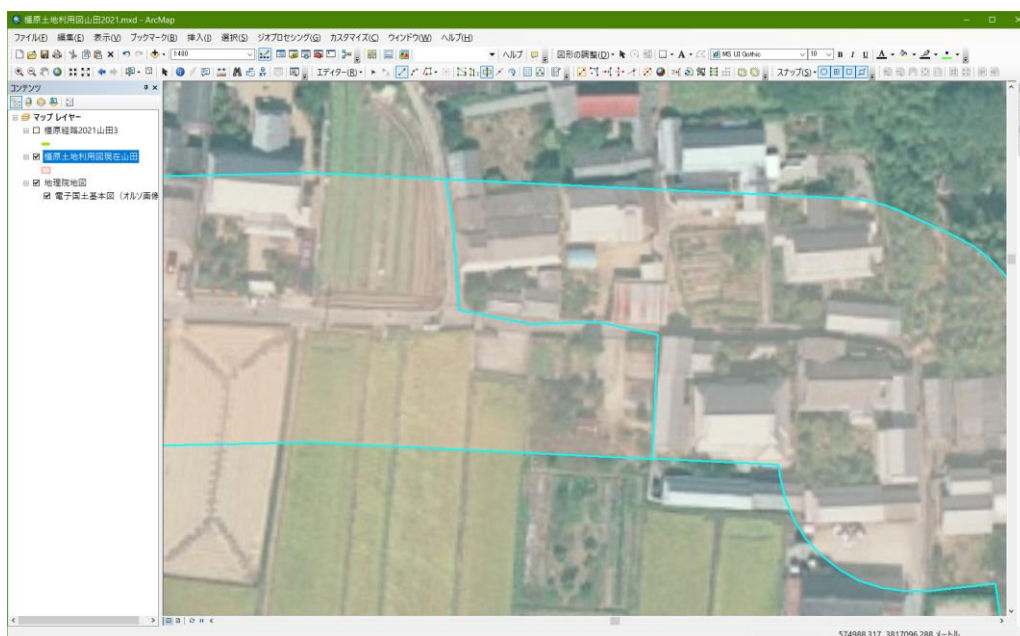 橿原土地利用図山田2021.mxd - ArcMap
ファイル(F) 編集(E) 表示(V) ブックマーク(B) 挿入(I) 選択(S) ジオプロセシング(G) カスタマイズ(C) ウィンドウ(W) ヘルプ(H)
1:480 ヘルプ 図形の調整(D) MS UI Gothic 10 B I U A
エディター(R) スナップ(S)
コンテンツ
マップ レイヤー
橿原経路2021山田3
橿原土地利用図現在山田
地理院地図
電子国土基本図（オルソ画像
574988.317 3817096.288 メートル